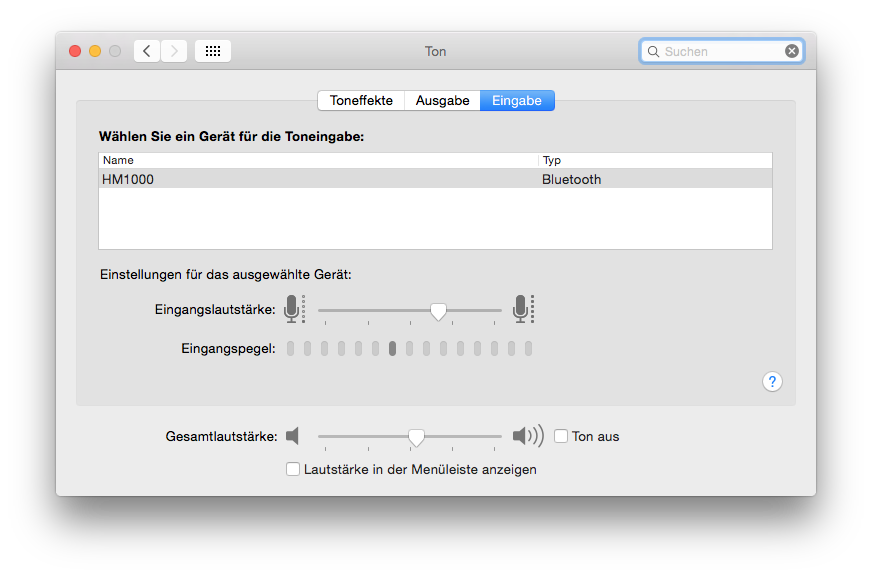 Ton
Suchen
Toneffekte Ausgabe Eingabe
Wählen Sie ein Gerät für die Toneingabe:
Name Typ
HM1000 Bluetooth
Einstellungen für das ausgewählte Gerät:
Eingangslautstärke:
Eingangspegel:
?
Gesamtlautstärke: Ton aus
Lautstärke in der Menüleiste anzeigen